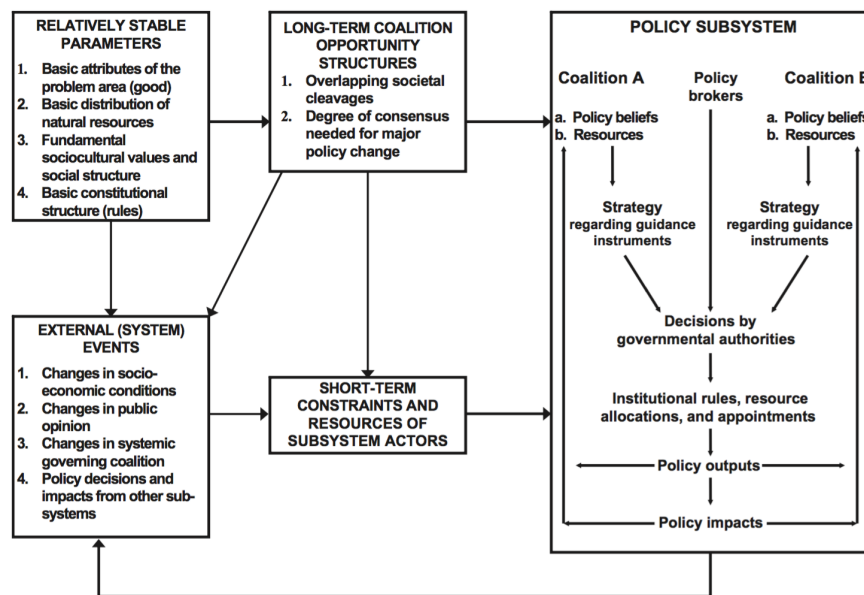 RELATIVELY STABLE
PARAMETERS
1. Basic attributes of the
problem area (good)
2. Basic distribution of
natural resources
3. Fundamental
sociocultural values and
social structure
4. Basic constitutional
structure (rules)
LONG-TERM COALITION
OPPORTUNITY
STRUCTURES
1. Overlapping societal
cleavages
2. Degree of consensus
needed for major
policy change
POLICY SUBSYSTEM
Coalition A
a. Policy beliefs
b. Resources
Strategy
regarding guidance
instruments
Policy
brokers
Coalition B
a. Policy beliefs
b. Resources
Strategy
regarding guidance
instruments
Decisions by
governmental authorities
Institutional rules, resource
allocations, and appointments
Policy outputs
Policy impacts
EXTERNAL (SYSTEM)
EVENTS
1. Changes in socio-
economic conditions
2. Changes in public
opinion
3. Changes in systemic
governing coalition
4. Policy decisions and
impacts from other sub-
systems
SHORT-TERM
CONSTRAINTS AND
RESOURCES OF
SUBSYSTEM ACTORS